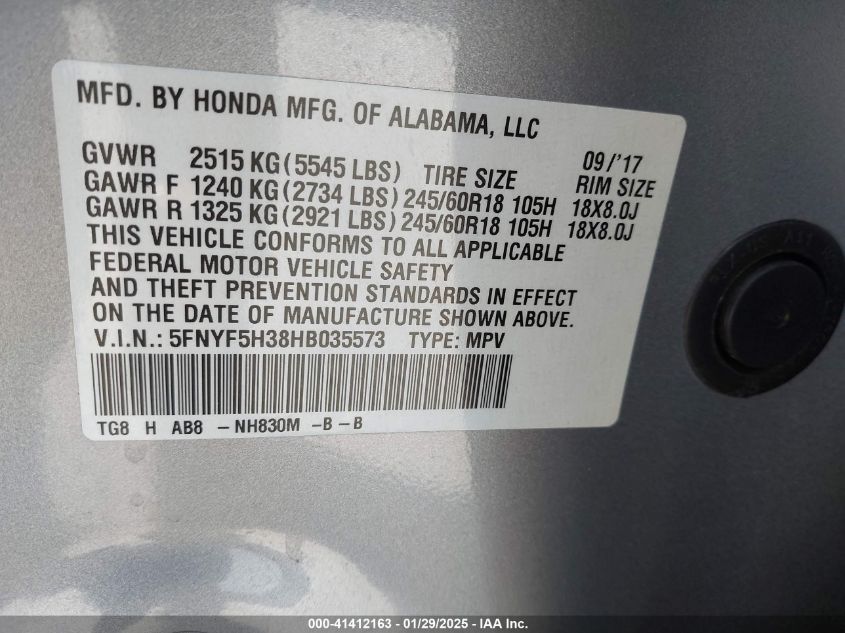 MFD. BY HONDA MFG. OF ALABAMA, LLC
09/'17
GVWR 2515 KG(5545 LBS) TIRE SIZE RIM SIZE
GAWR F 1240 KG(2734 LBS) 245/60R18 105H 18X8.0J
GAWR R 1325 KG(2921 LBS) 245/60R18 105H 18X8.0J
THIS VEHICLE CONFORMS TO ALL APPLICABLE
FEDERAL MOTOR VEHICLE SAFETY
AND THEFT PREVENTION STANDARDS IN EFFECT
ON THE DATE OF MANUFACTURE SHOWN ABOVE.
V.I.N.: 5FNYF5H38HB035573 TYPE: MPV
TG8 H AB8 -NH830M -B-B
000-41412163 - 01/29/2025 - IAA Inc.